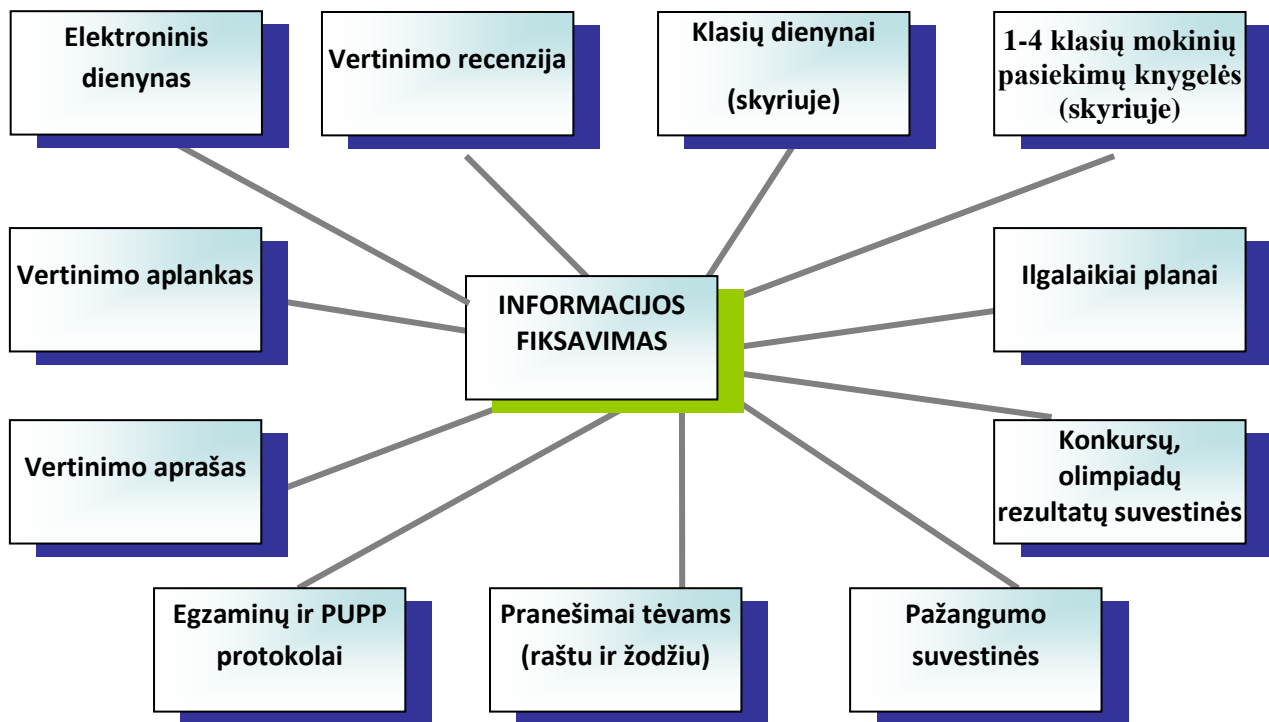 Elektroninis
dienynas
Vertinimo recenzija
Klasių dienynai
(skyriuje)
1-4 klasių mokinių
pasiekimų knygelės
(skyriuje)
Vertinimo aplankas
INFORMACIJOS
FIKSAVIMAS
Ilgalaikiai planai
Vertinimo aprašas
Konkursų,
olimpiadų
rezultatų suvestinės
Egzaminų ir PUPP
protokolai
Pranešimai tėvams
(raštu ir žodžiu)
Pažangumo
suvestinės